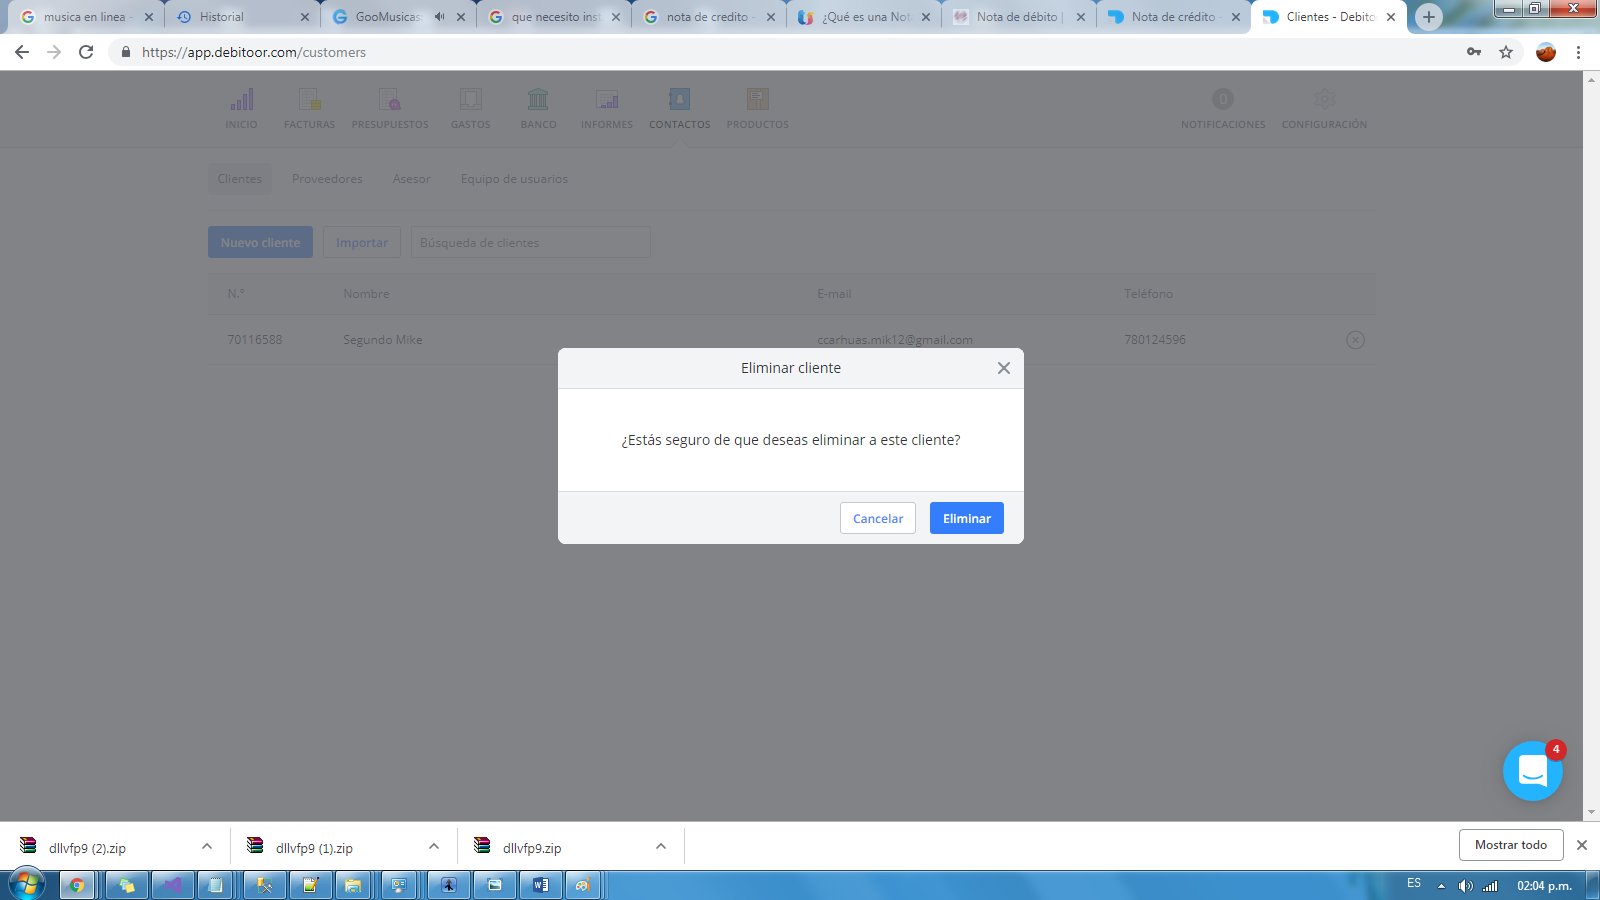 musica en linea -
Historial
GooMusicas
que necesito inst
nota de credito -
¿Qué es una Not
Nota de débito |
Nota de crédito -
Clientes - Debito
https://app.debitoor.com/customers
INICIO
FACTURAS
PRESUPUESTOS
GASTOS
BANCO
INFORMES
CONTACTOS
PRODUCTOS
0
NOTIFICACIONES
CONFIGURACIÓN
Clientes
Proveedores
Asesor
Equipo de usuarios
Nuevo cliente
Importar
Búsqueda de clientes
N.º
Nombre
E-mail
Teléfono
70116588
Segundo Mike
ccarhuas.mik12@gmail.com
780124596
Eliminar cliente
¿Estás seguro de que deseas eliminar a este cliente?
Cancelar
Eliminar
4
dllvfp9 (2).zip
dllvfp9 (1).zip
dllvfp9.zip
Mostrar todo
ES
02:04 p.m.